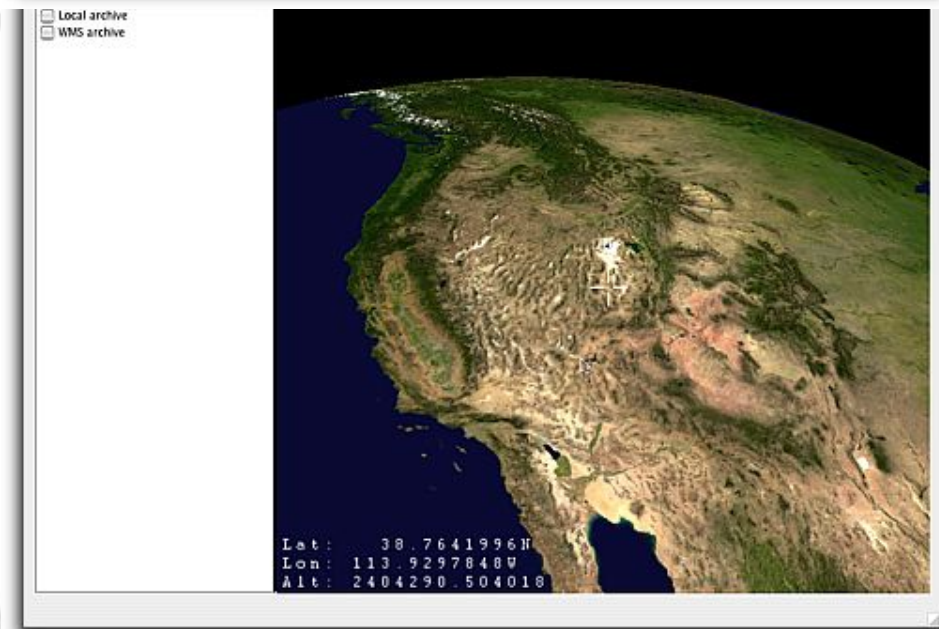 Local archive
WMS archive
Lat: 38.7641996N
Lon: 113.9297848W
Alt: 2404290.504018